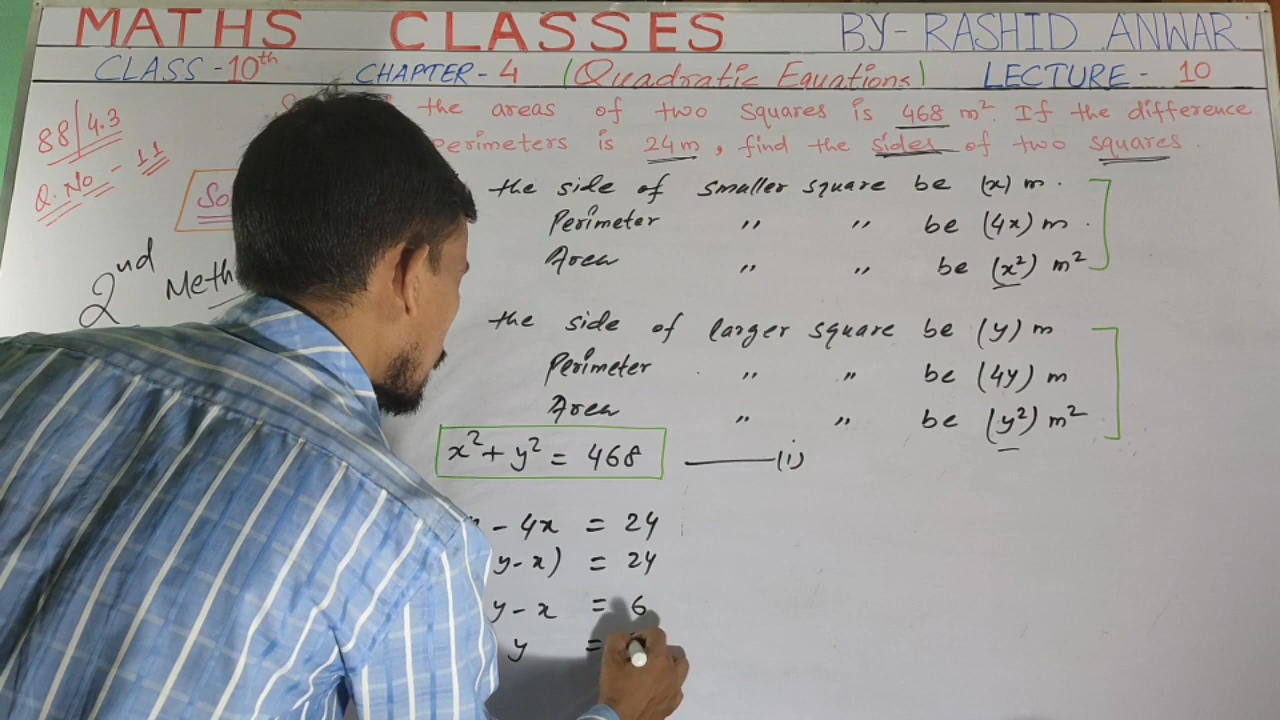 MATHS CLASSES BY- RASHID ANWAR
CLASS - 10th CHAPTER - 4 (Quadratic Equations) LECTURE - 10
88/4.3
Q. No - 11
the areas of two squares is 468 m². If the difference
Perimeters is 24m, find the sides of two squares.
2nd Meth
the side of smaller square be (x) m.
Perimeter ,, ,, be (4x) m.
Area ,, ,, be (x²) m²
the side of larger square be (y) m
Perimeter ,, ,, be (4y) m
Area ,, ,, be (y²) m²
x² + y² = 468 ———(i)
- 4x = 24
y - x) = 24
y - x = 6
y =